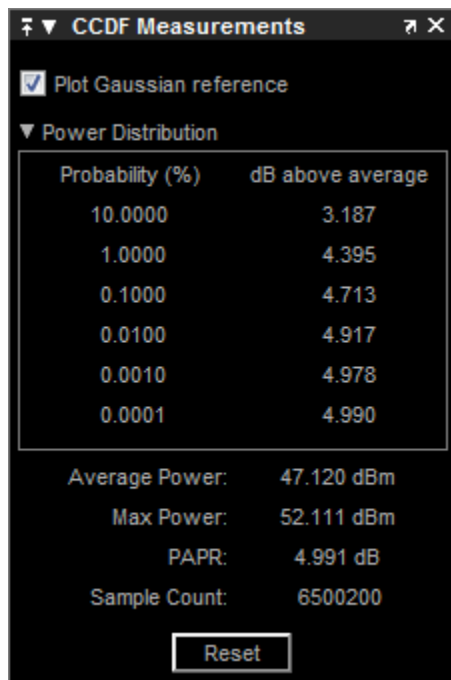 CCDF Measurements
Plot Gaussian reference
Power Distribution
Probability (%) dB above average
10.0000 3.187
1.0000 4.395
0.1000 4.713
0.0100 4.917
0.0010 4.978
0.0001 4.990
Average Power: 47.120 dBm
Max Power: 52.111 dBm
PAPR: 4.991 dB
Sample Count: 6500200
Reset